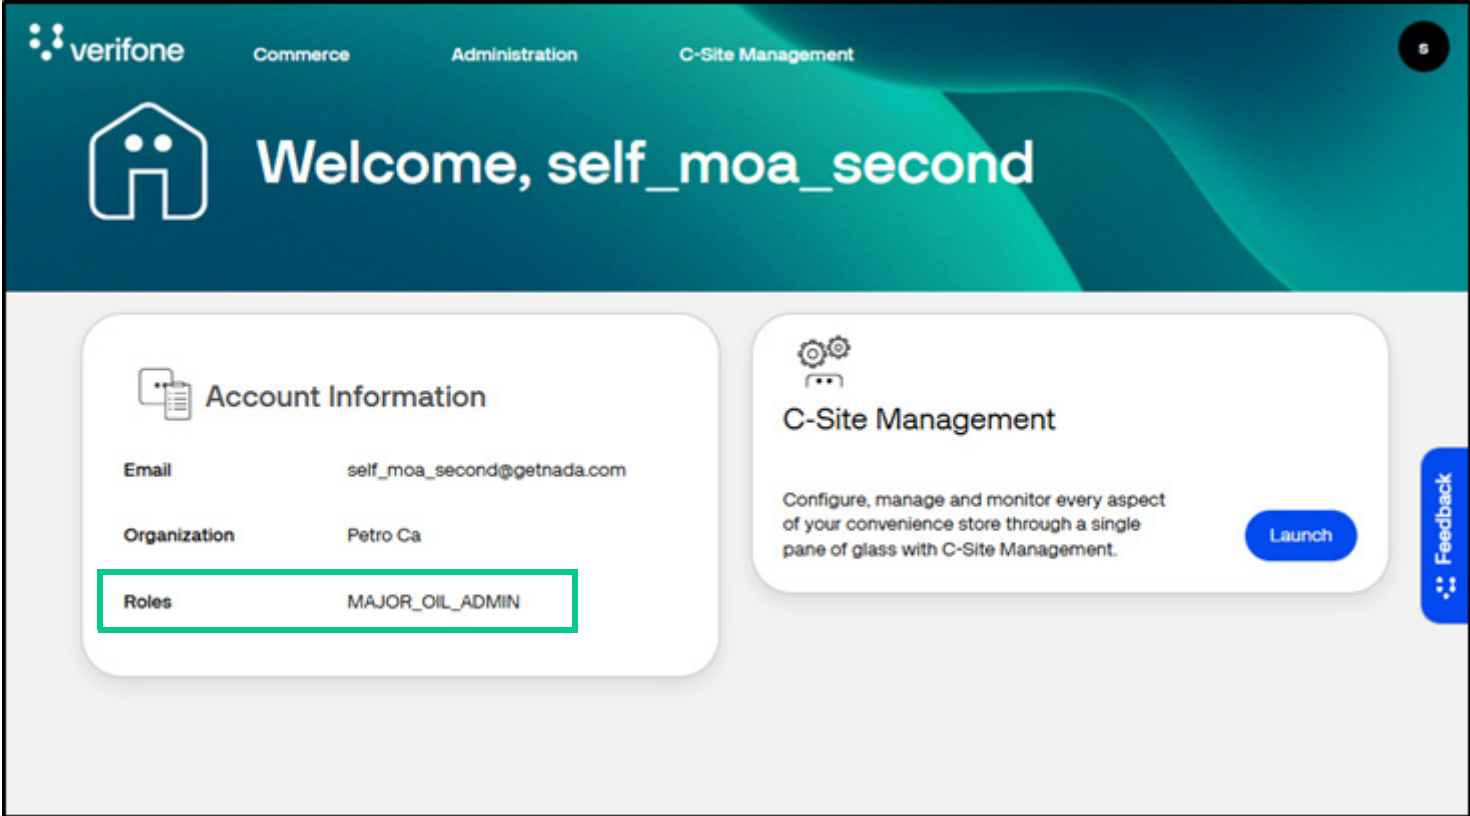 verifone
Commerce
Administration
C-Site Management
s
Welcome, self_moa_second
Account Information
Email
self_moa_second@getnada.com
Organization
Petro Ca
Roles
MAJOR_OIL_ADMIN
C-Site Management
Configure, manage and monitor every aspect
of your convenience store through a single
pane of glass with C-Site Management.
Launch
Feedback